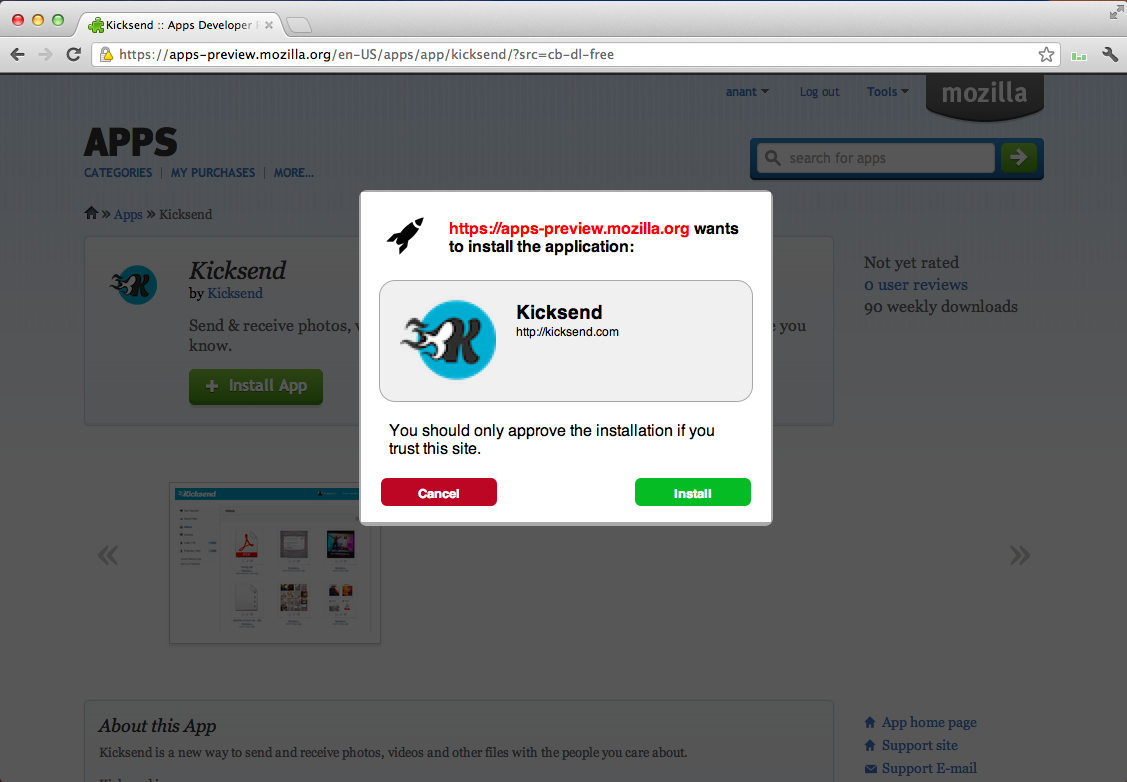 Kicksend :: Apps Developer
https://apps-preview.mozilla.org/en-US/apps/app/kicksend/?src=cb-dl-free
anant
Log out
Tools
mozilla
APPS
search for apps
CATEGORIES | MY PURCHASES | MORE...
» Apps » Kicksend
Kicksend
by Kicksend
Send & receive photos,
you
know.
+ Install App
Not yet rated
0 user reviews
90 weekly downloads
https://apps-preview.mozilla.org wants
to install the application:
Kicksend
http://kicksend.com
You should only approve the installation if you
trust this site.
Cancel
Install
Kicksend
«
»
About this App
Kicksend is a new way to send and receive photos, videos and other files with the people you care about.
App home page
Support site
Support E-mail